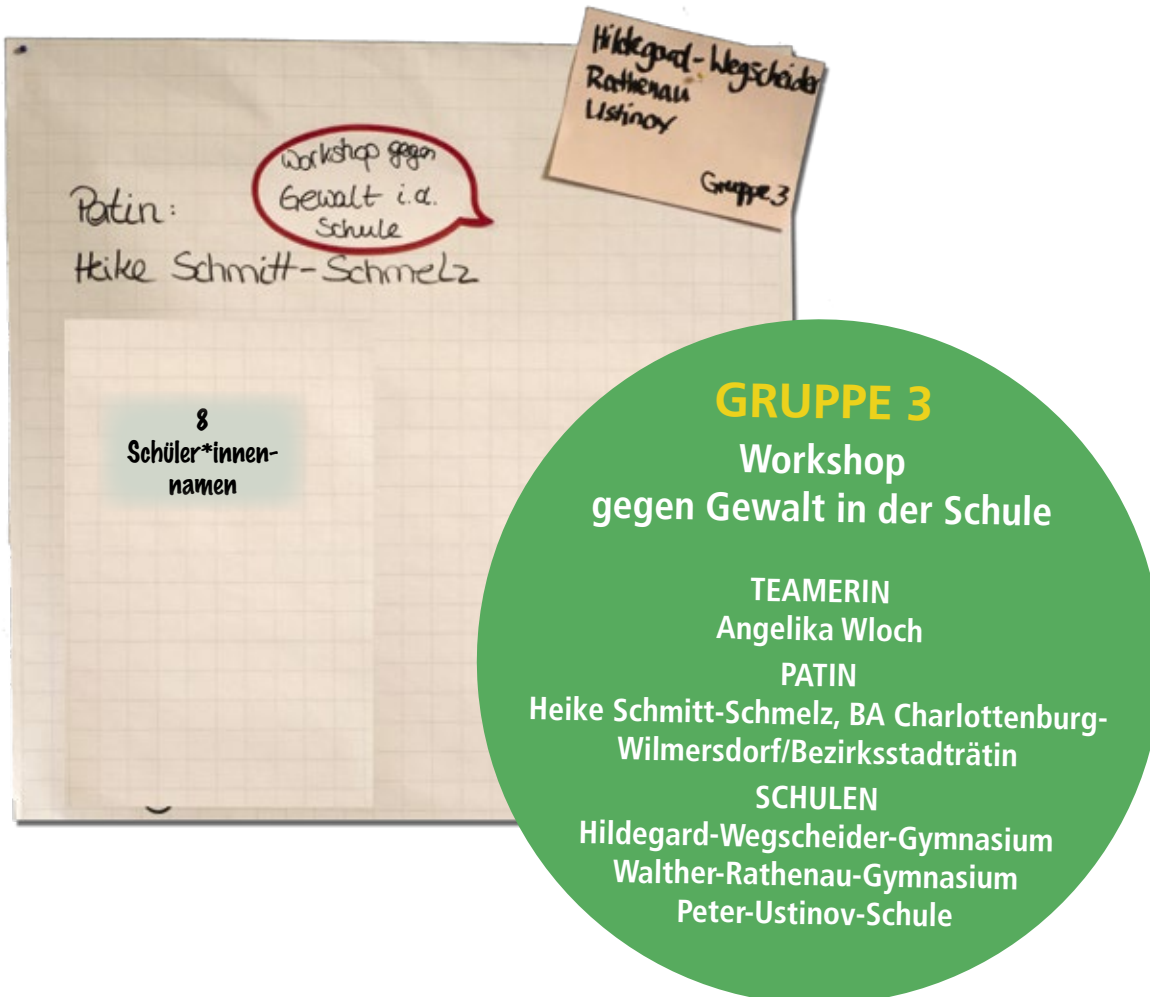 Hildegard-Wegscheider
Rathenau
Ustinov
Gruppe 3
Workshop gegen
Gewalt i.d.
Schule
Patin:
Heike Schmitt-Schmelz
8
Schüler*innen-
namen
GRUPPE 3
Workshop
gegen Gewalt in der Schule
TEAMERIN
Angelika Wloch
PATIN
Heike Schmitt-Schmelz, BA Charlottenburg-
Wilmersdorf/Bezirksstadträtin
SCHULEN
Hildegard-Wegscheider-Gymnasium
Walther-Rathenau-Gymnasium
Peter-Ustinov-Schule